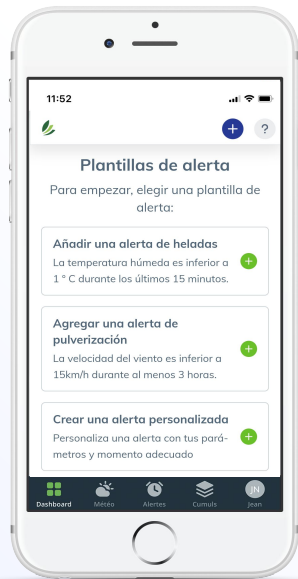 11:52
?
Plantillas de alerta
Para empezar, elegir una plantilla de
alerta:
Añadir una alerta de heladas
La temperatura húmeda es inferior a
1 ° C durante los últimos 15 minutos.
Agregar una alerta de
pulverización
La velocidad del viento es inferior a
15km/h durante al menos 3 horas.
Crear una alerta personalizada
Personaliza una alerta con tus pará-
metros y momento adecuado
JN
Dashboard Météo Alertes Cumuls Jean